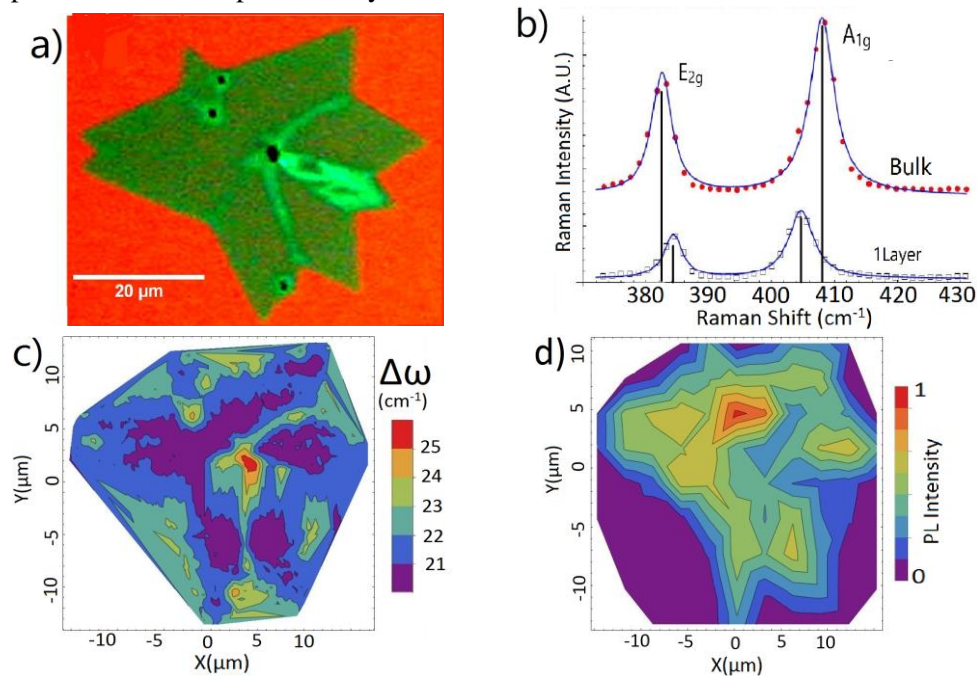 a)
20 μm
b)
Raman Intensity (A.U.)
E2g
A1g
Bulk
1Layer
380 390 400 410 420 430
Raman Shift (cm-1)
c)
Y(μm)
10
5
0
-5
-10
-10 -5 0 5 10
X(μm)
Δω
(cm-1)
25
24
23
22
21
d)
Y(μm)
10
5
0
-5
-10
-10 -5 0 5 10
X(μm)
1
PL Intensity
0